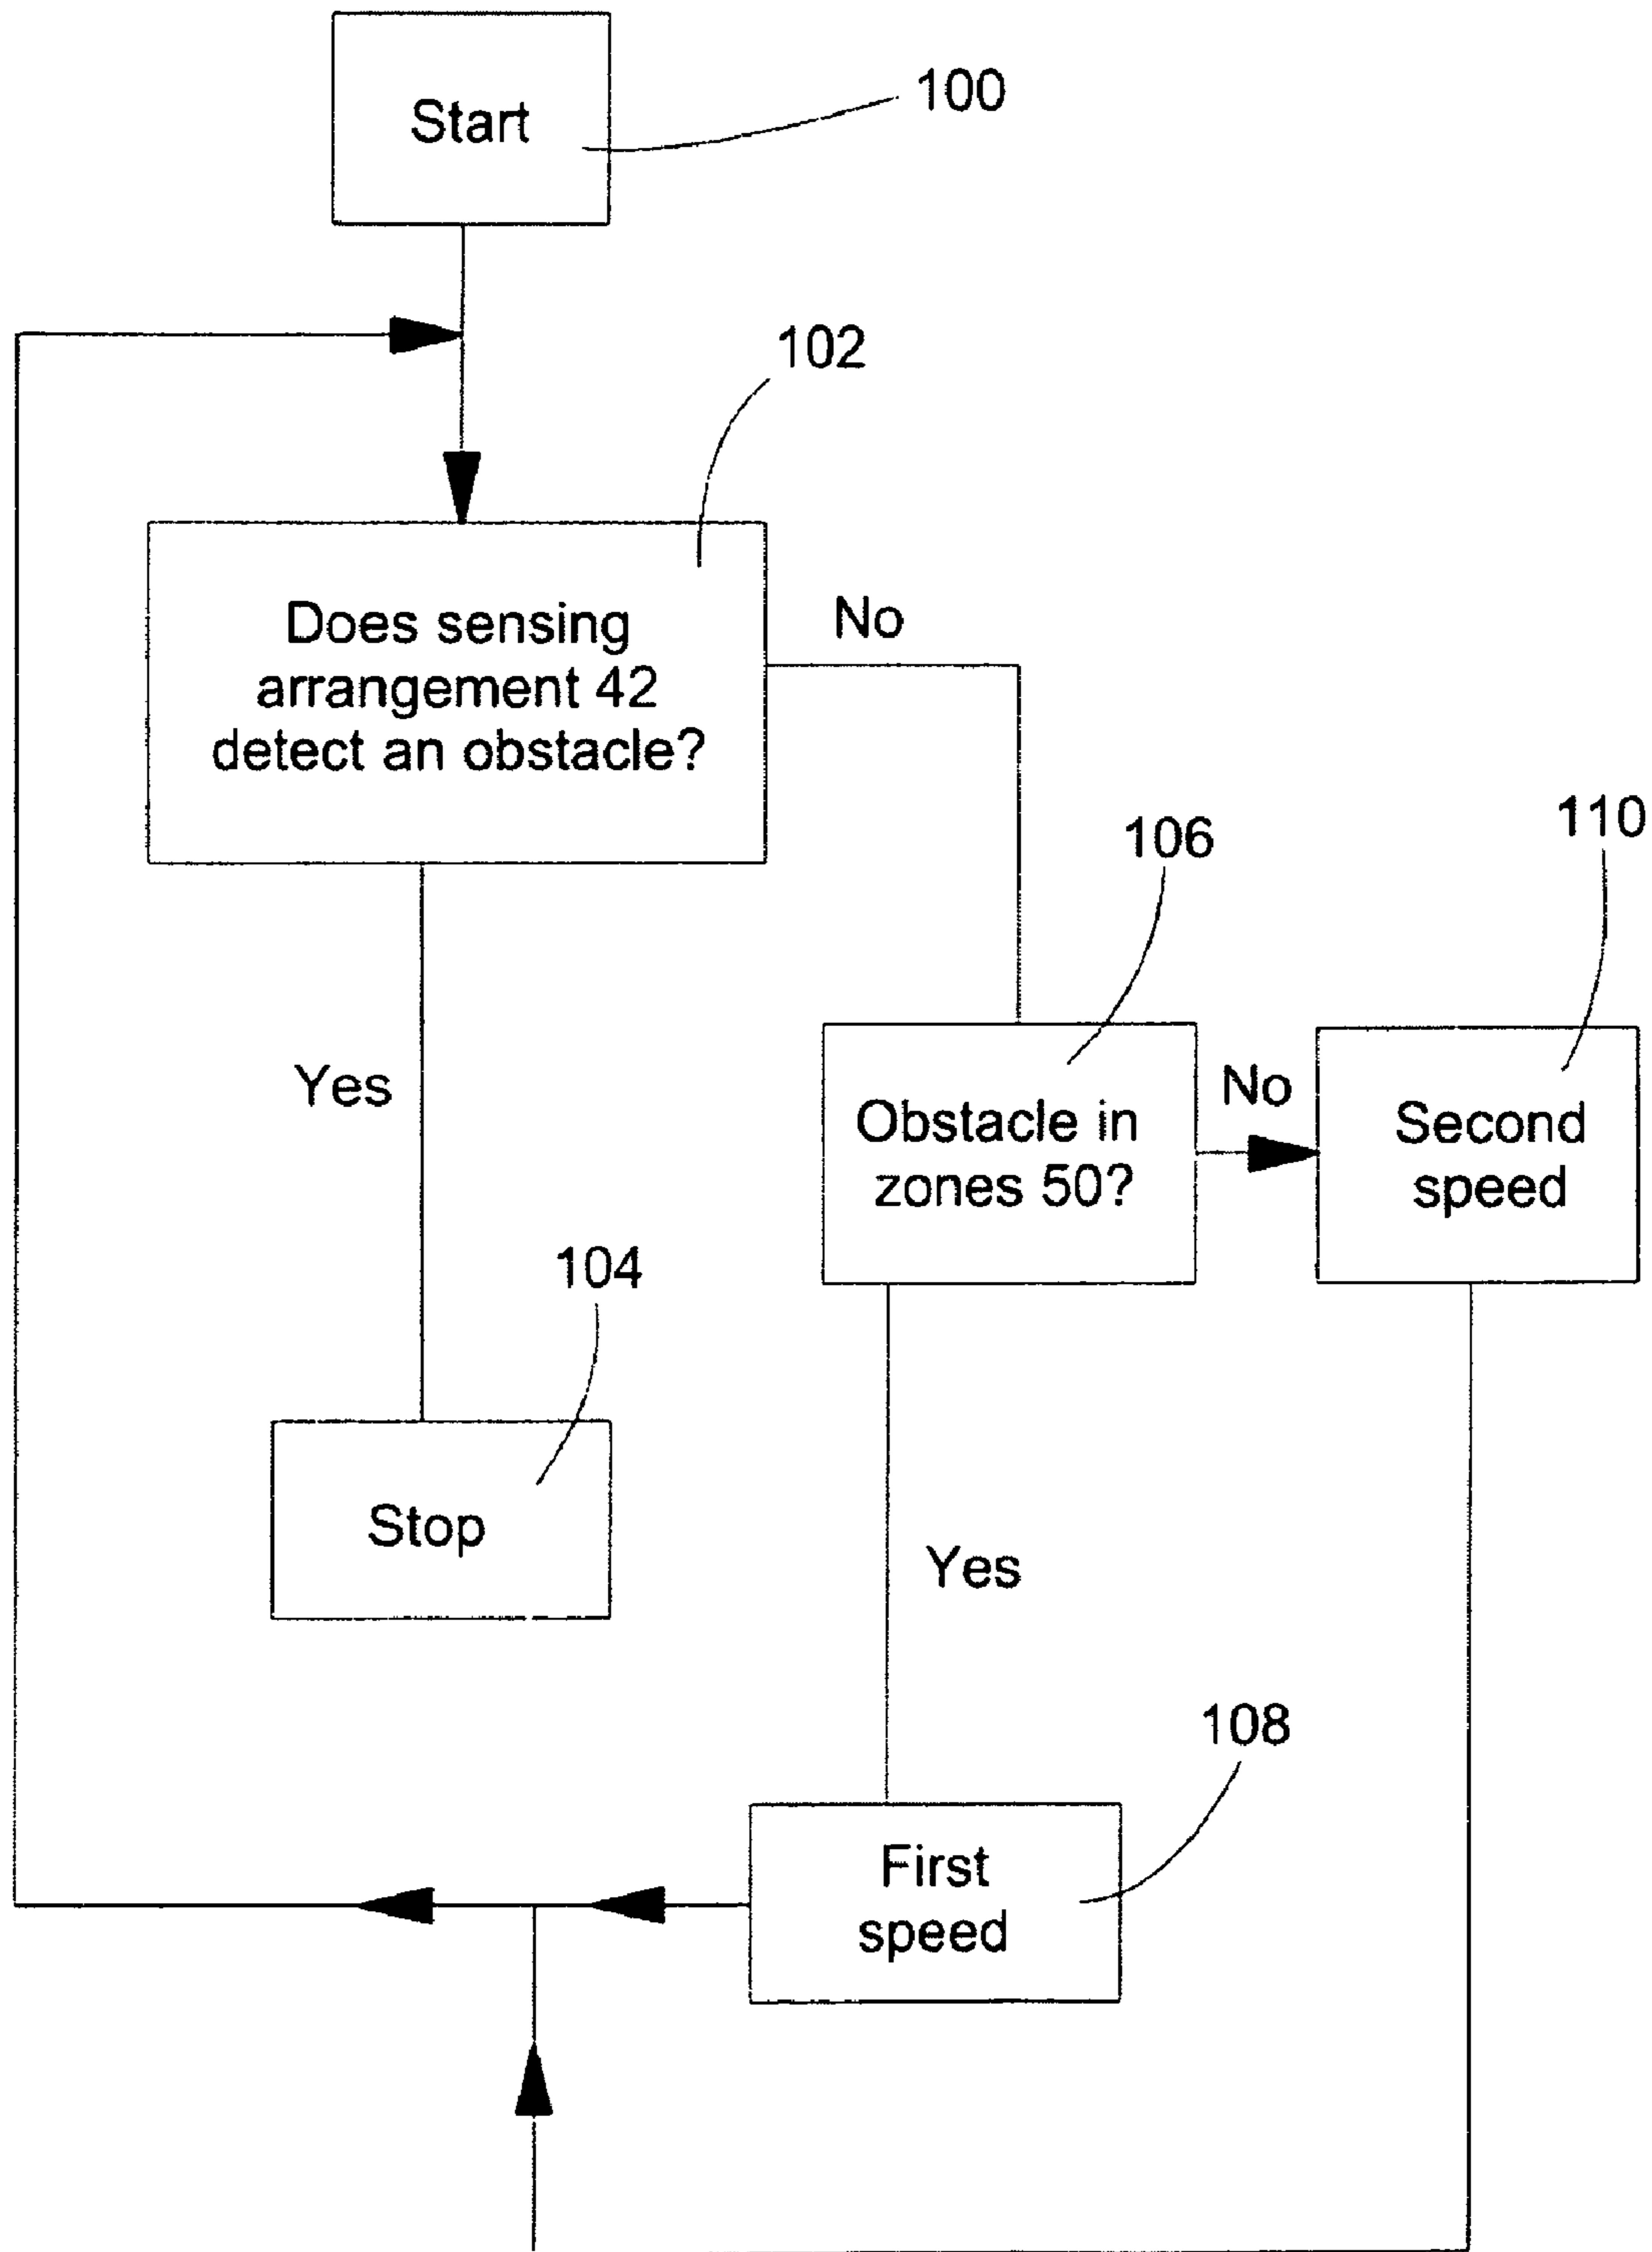 Start
100
102
Does sensing
arrangement 42
detect an obstacle?
No
106
110
Yes
Obstacle in
zones 50?
No
Second
speed
104
Stop
Yes
108
First
speed